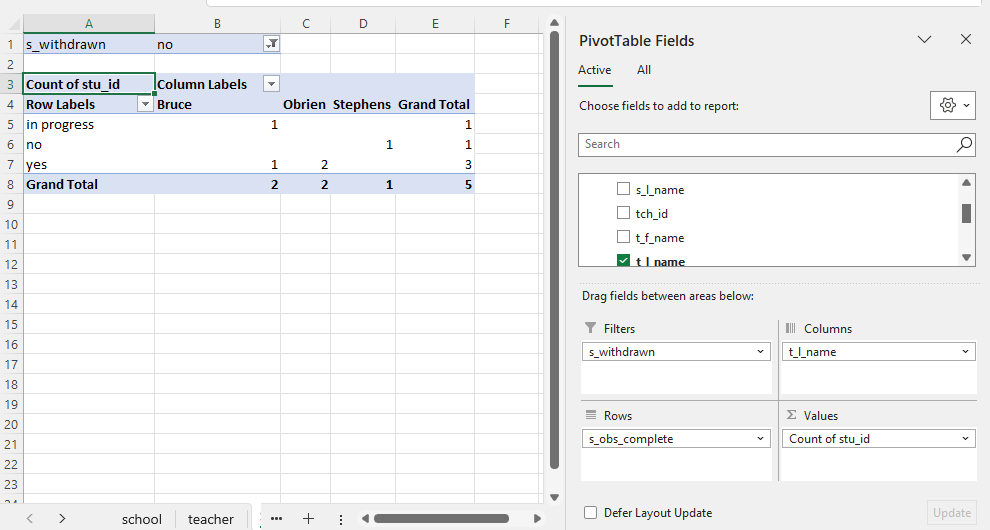 A B C D E F
1 s_withdrawn no
2
3 Count of stu_id Column Labels
4 Row Labels Bruce Obrien Stephens Grand Total
5 in progress 1 1
6 no 1 1
7 yes 1 2 3
8 Grand Total 2 2 1 5
9
10
11
12
13
14
15
16
17
18
19
20
21
22
23
school teacher ...
PivotTable Fields
Active All
Choose fields to add to report:
Search
s_l_name
tch_id
t_f_name
t_l_name
Drag fields between areas below:
Filters
s_withdrawn
Columns
t_l_name
Rows
s_obs_complete
Σ Values
Count of stu_id
Defer Layout Update
Update